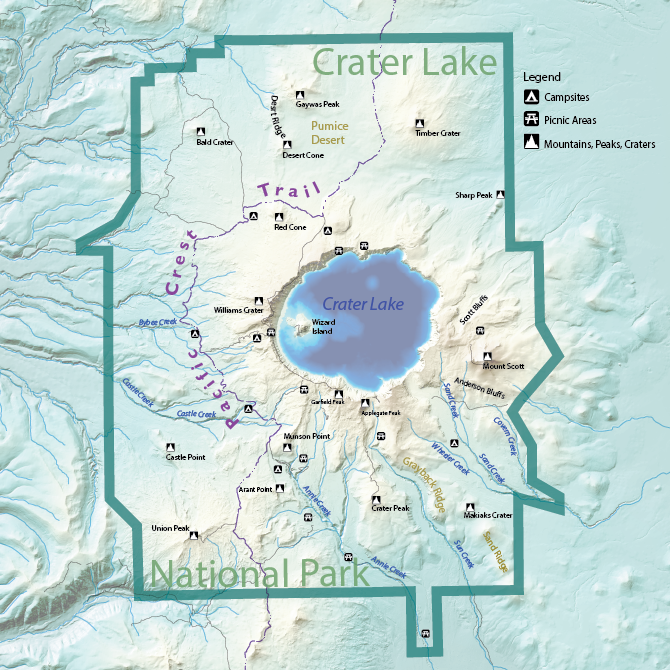 Crater Lake
Legend
Campsites
Picnic Areas
Mountains, Peaks, Craters
Gaywas Peak
Desert Ridge
Pumice
Desert
Timber Crater
Bald Crater
Desert Cone
Pacific Crest Trail
Sharp Peak
Red Cone
Williams Crater
Crater Lake
Wizard
Island
Scott Bluffs
Bybee Creek
Mount Scott
Anderson Bluffs
Castle Creek
Castle Creek
Garfield Peak
Applegate Peak
Sand Creek
Cavern Creek
Munson Point
Castle Point
Wheeler Creek
Sand Creek
Grayback Ridge
Arant Point
Annie Creek
Crater Peak
Makiaks Crater
Union Peak
Sun Creek
Sand Ridge
Annie Creek
National Park